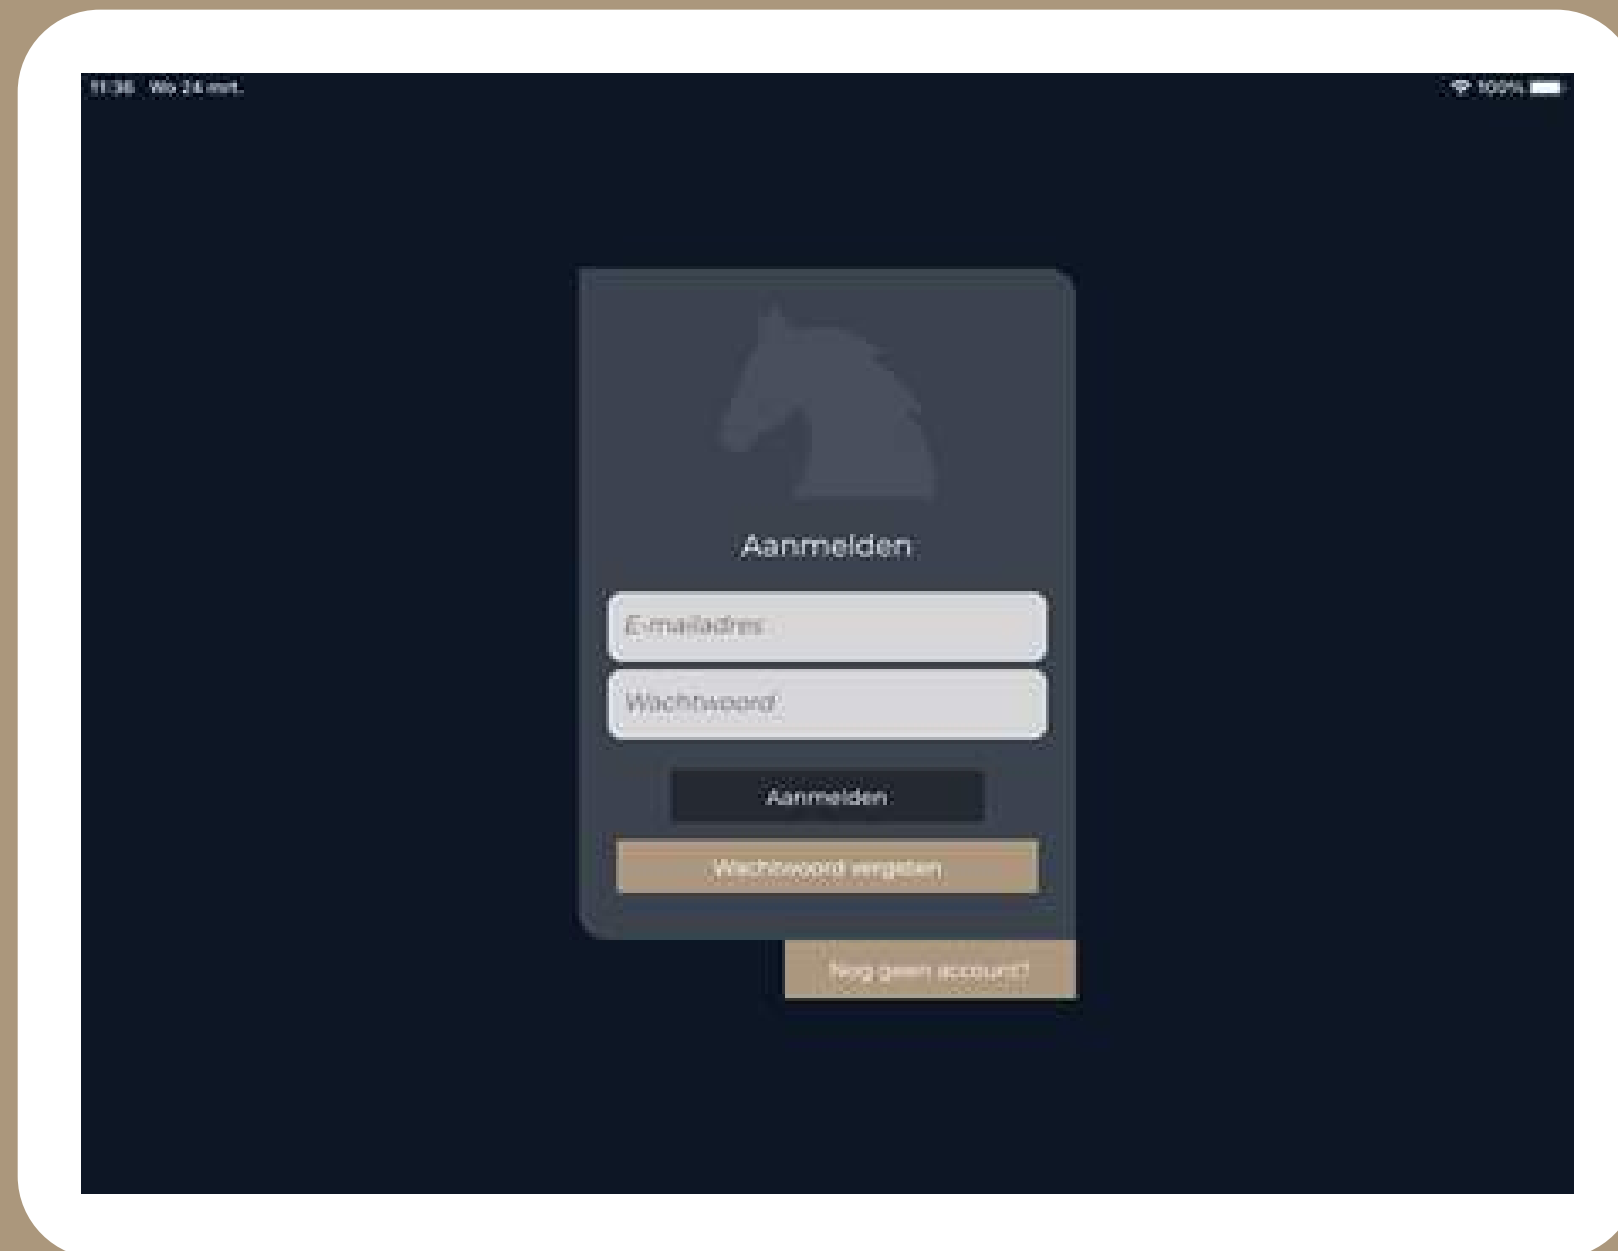 11:36 Wo 24 mrt.
100%
Aanmelden
E-mailadres
Wachtwoord
Aanmelden
Wachtwoord vergeten
Nog geen account?